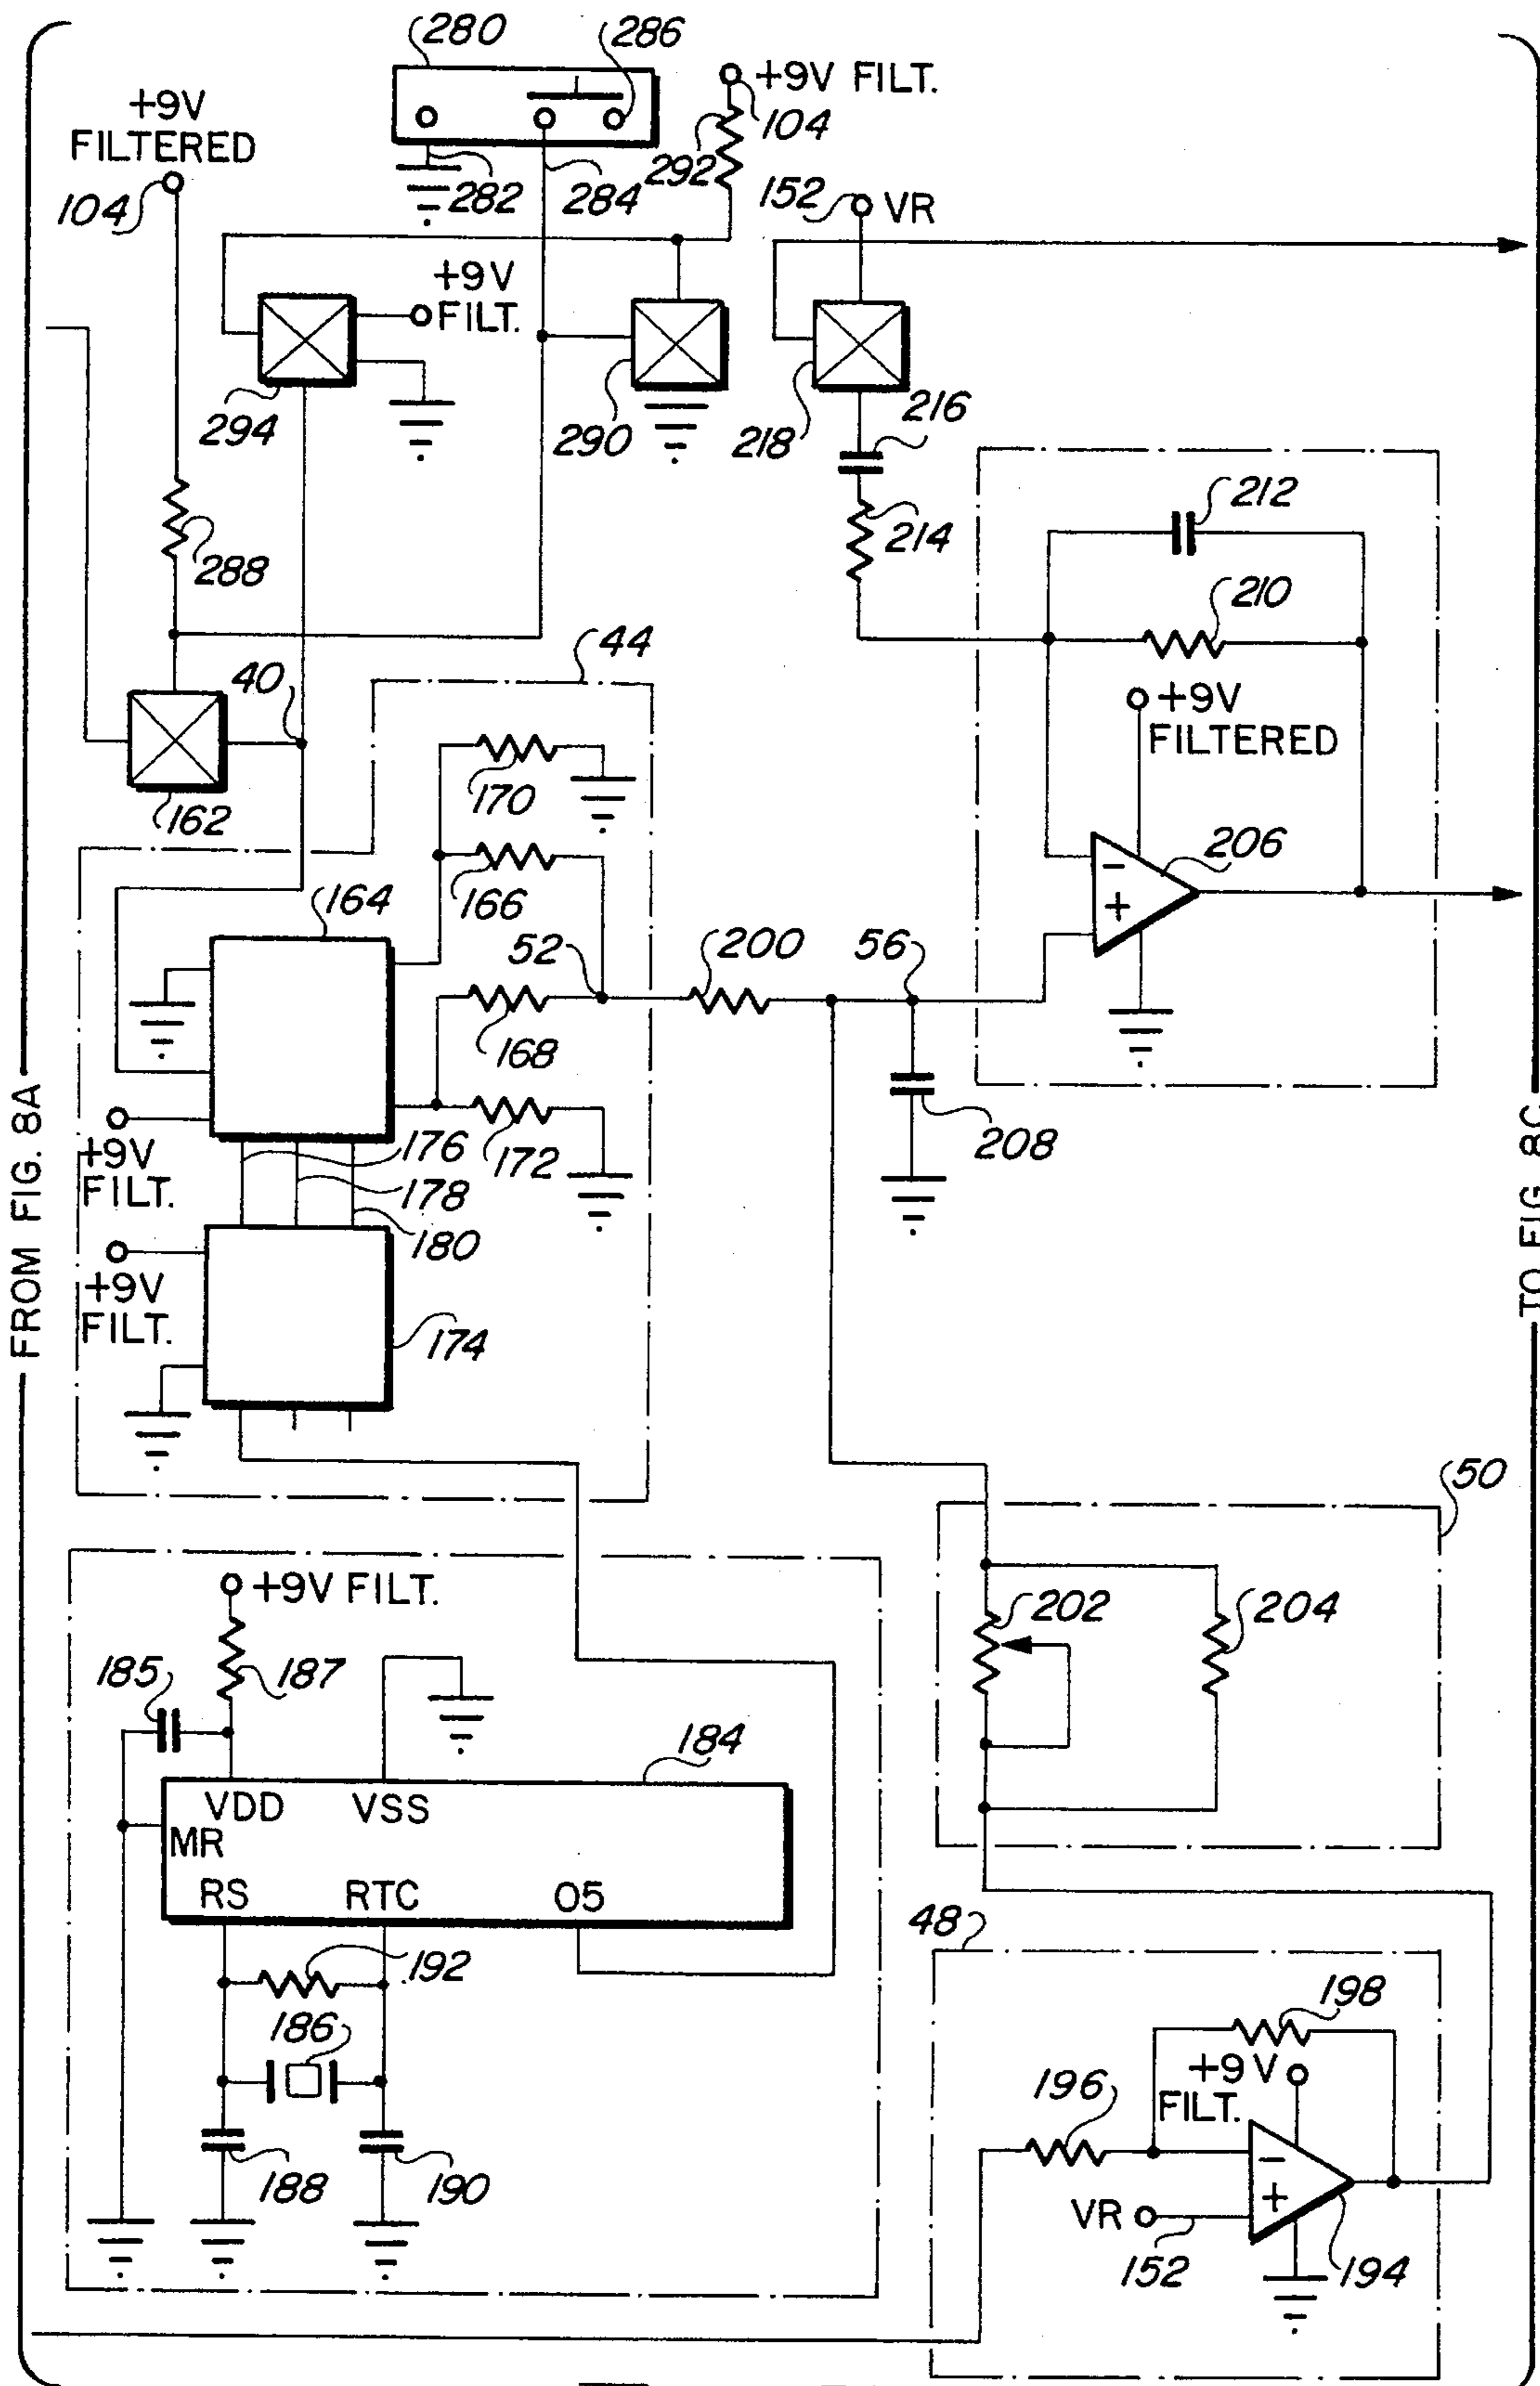 280
286
+9V FILT.
104
+9V
FILTERED
104
292
282
284
152
VR
+9V
FILT.
294
290
218
216
212
214
288
210
44
40
+9V
FILTERED
170
162
206
166
164
52
200
56
168
208
172
+9V
FILT.
176
178
180
+9V
FILT.
174
FROM FIG. 8A
TO FIG. 8C
50
+9V FILT.
202
204
185
187
184
VDD
VSS
MR
RS
RTC
05
48
192
198
186
+9V
FILT.
196
188
190
VR
152
194